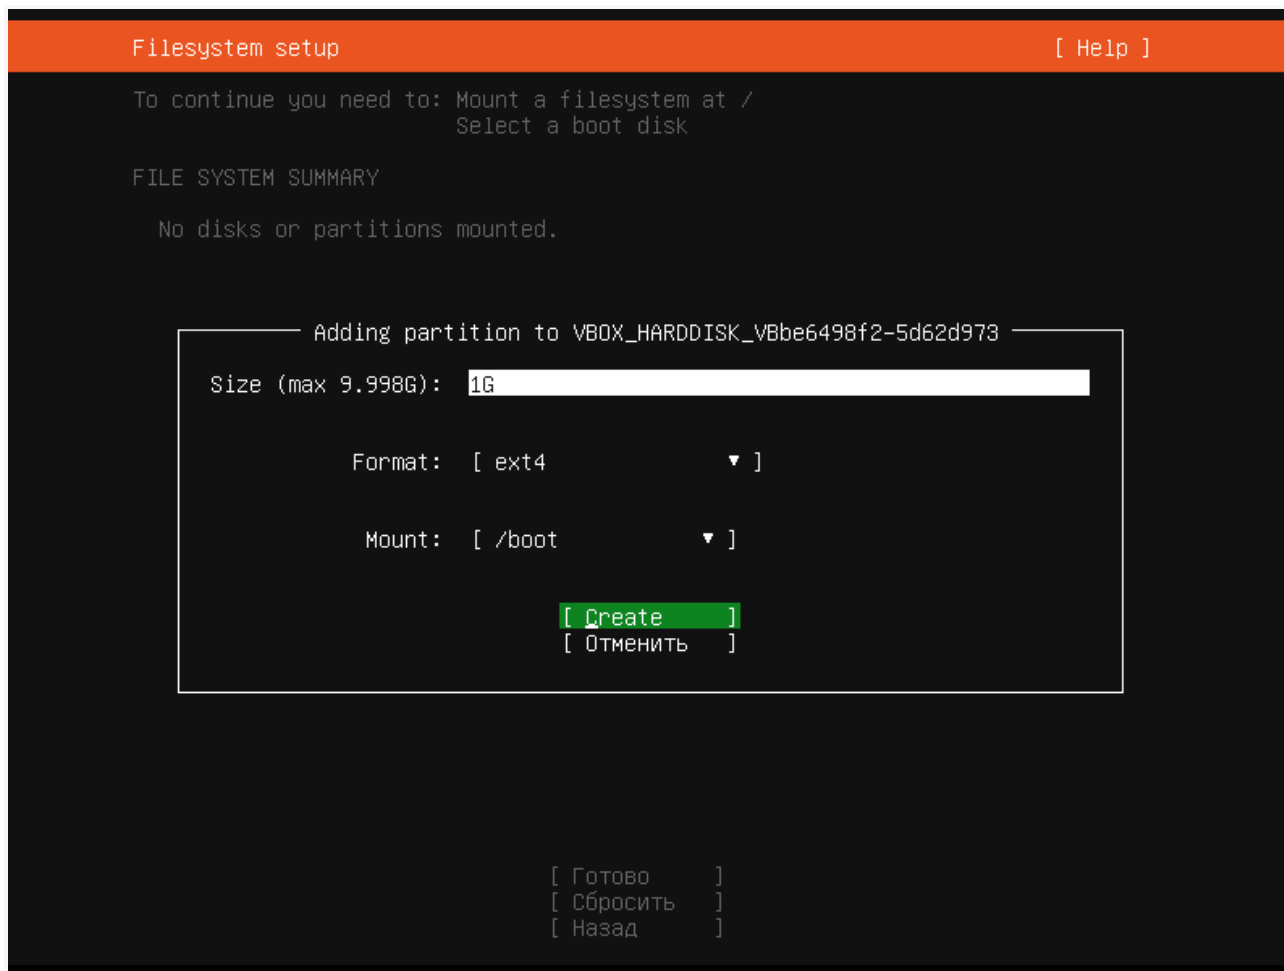 Filesystem setup [ Help ]
To continue you need to: Mount a filesystem at /
Select a boot disk
FILE SYSTEM SUMMARY
No disks or partitions mounted.
Adding partition to VBOX_HARDDISK_VBbe6498f2-5d62d973
Size (max 9.998G): 1G
Format: [ ext4 ▾ ]
Mount: [ /boot ▾ ]
[ Create ]
[ Отменить ]
[ Готово ]
[ Сбросить ]
[ Назад ]